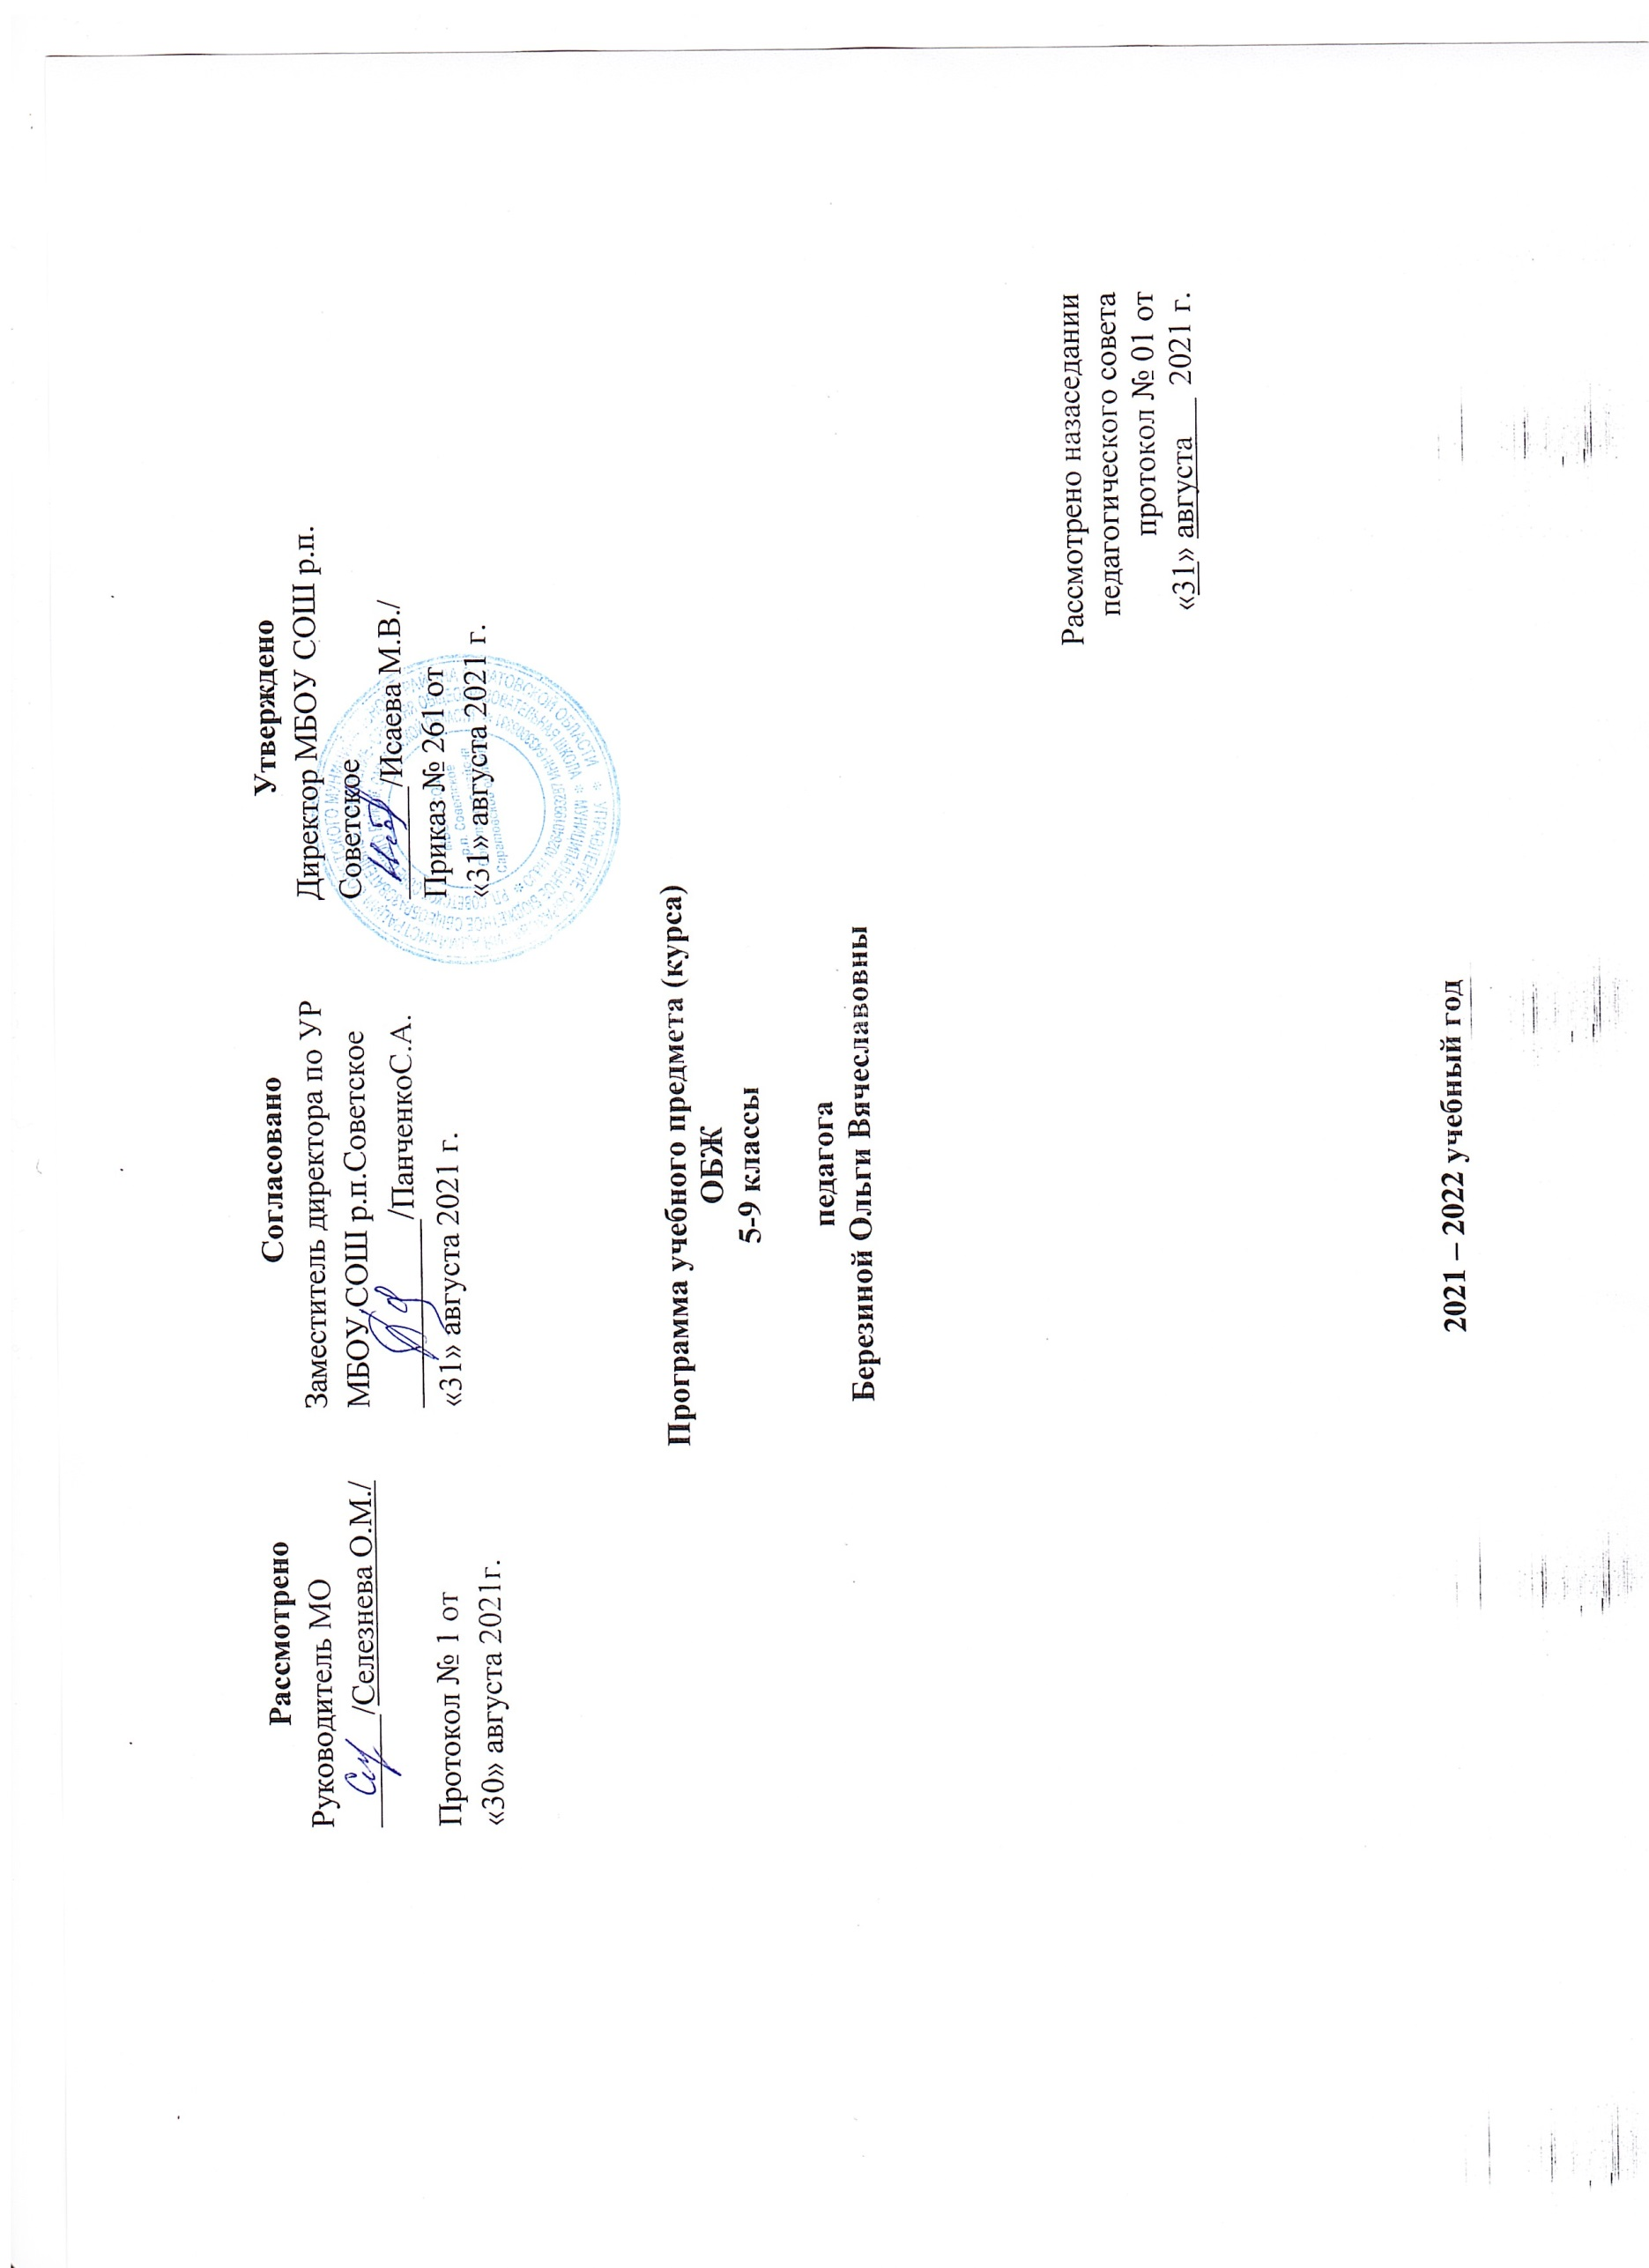 Рассмотрено
Руководитель МО
/Селезнева О.М./
Протокол № 1 от
«30» августа 2021г.
Согласовано
Заместитель директора по УР
МБОУ СОШ р.п.Советское
/ПанченкоС.А.
«31» августа 2021 г.
Утверждено
Директор МБОУ СОШ р.п.
Советское
/Исаева М.В./
Приказ № 261 от
«31» августа 2021 г.
Программа учебного предмета (курса)
ОБЖ
5-9 классы
педагога
Березиной Ольги Вячеславовны
Рассмотрено назаседании
педагогического совета
протокол № 01 от
«31» августа 2021 г.
2021 – 2022 учебный год